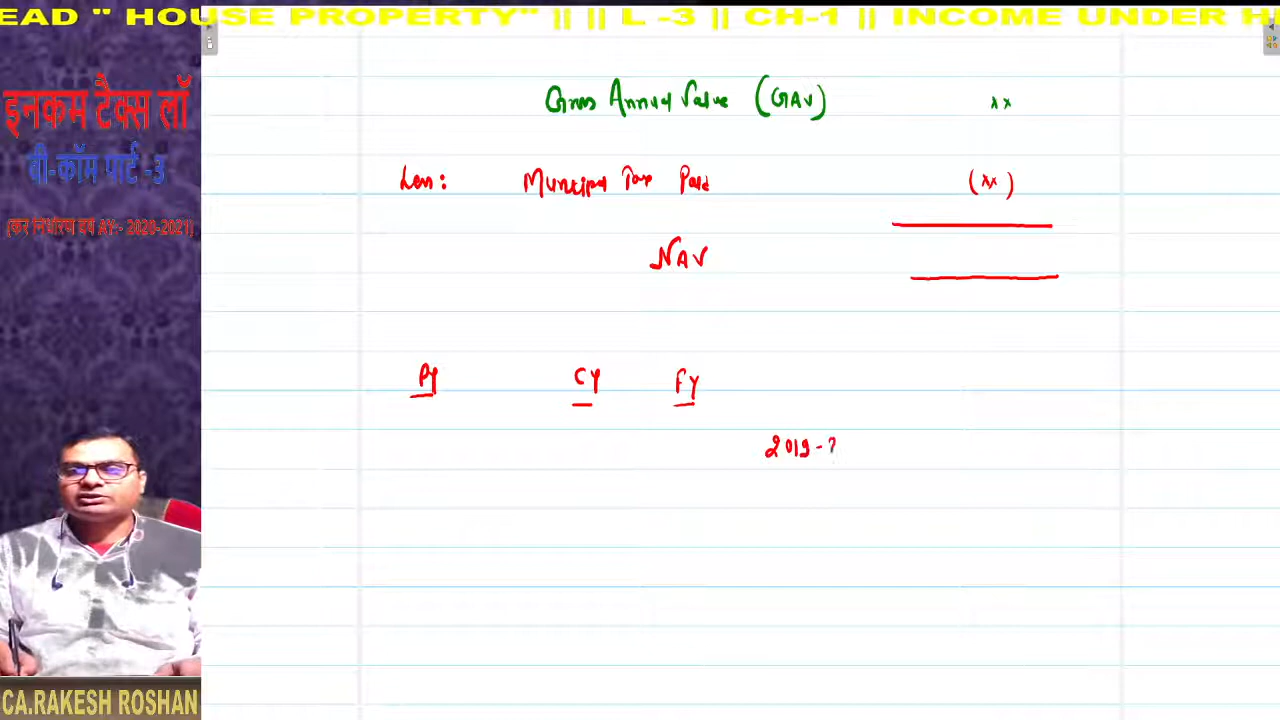 EAD " HOUSE PROPERTY" || || L -3 || CH-1 || INCOME UNDER H
इनकम टैक्स लॉ
बी-कॉम पार्ट -3
(कर निर्धारण वर्ष AY:- 2020-2021)
Gross Annual Value (GAV) xx
Less: Municipal Tax Paid (xx)
NAV
PY CY FY
2019-2
CA.RAKESH ROSHAN